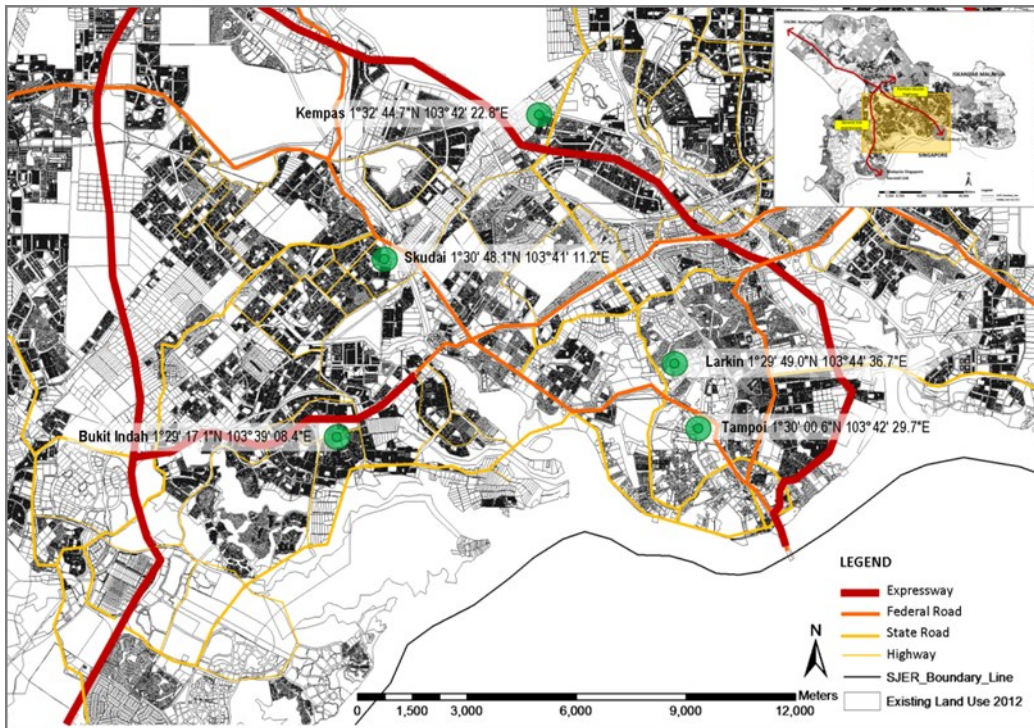 ISKANDAR MALAYSIA
SINGAPORE
Kempas 1°32' 44.7"N 103°42' 22.8"E
Skudai 1°30' 48.1"N 103°41' 11.2"E
Larkin 1°29' 49.0"N 103°44' 36.7"E
Bukit Indah 1°29' 17.1"N 103°39' 08.4"E
Tampoi 1°30' 00.6"N 103°42' 29.7"E
LEGEND
Expressway
Federal Road
State Road
Highway
SJER_Boundary_Line
Existing Land Use 2012
N
Meters
0 1,500 3,000 6,000 9,000 12,000